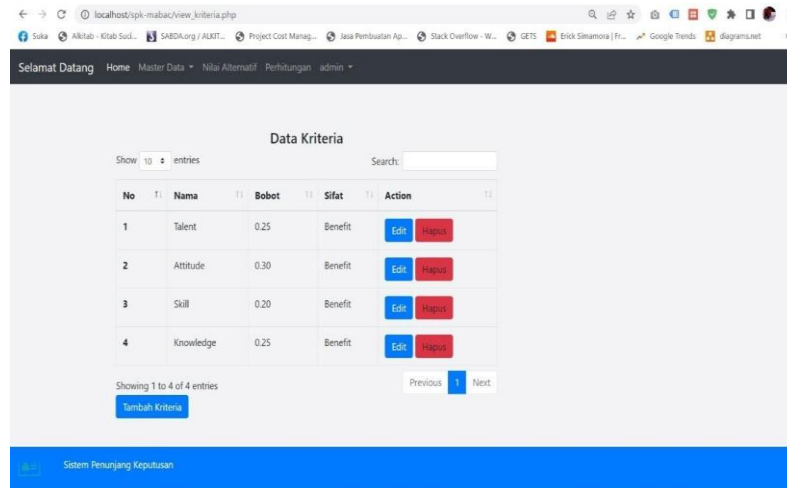 localhost/spk-mabac/view_kriteria.php
Suka Alkitab - Kitab Suci... SABDA.org / ALKIT... Project Cost Manag... Jasa Pembuatan Ap... Stack Overflow - W... GETS Erick Simamora | Fr... Google Trends diagrams.net
Selamat Datang Home Master Data Nilai Alternatif Perhitungan admin
Data Kriteria
Show 10 entries Search:
No Nama Bobot Sifat Action
1 Talent 0.25 Benefit Edit Hapus
2 Attitude 0.30 Benefit Edit Hapus
3 Skill 0.20 Benefit Edit Hapus
4 Knowledge 0.25 Benefit Edit Hapus
Showing 1 to 4 of 4 entries Previous 1 Next
Tambah Kriteria
Sistem Penunjang Keputusan